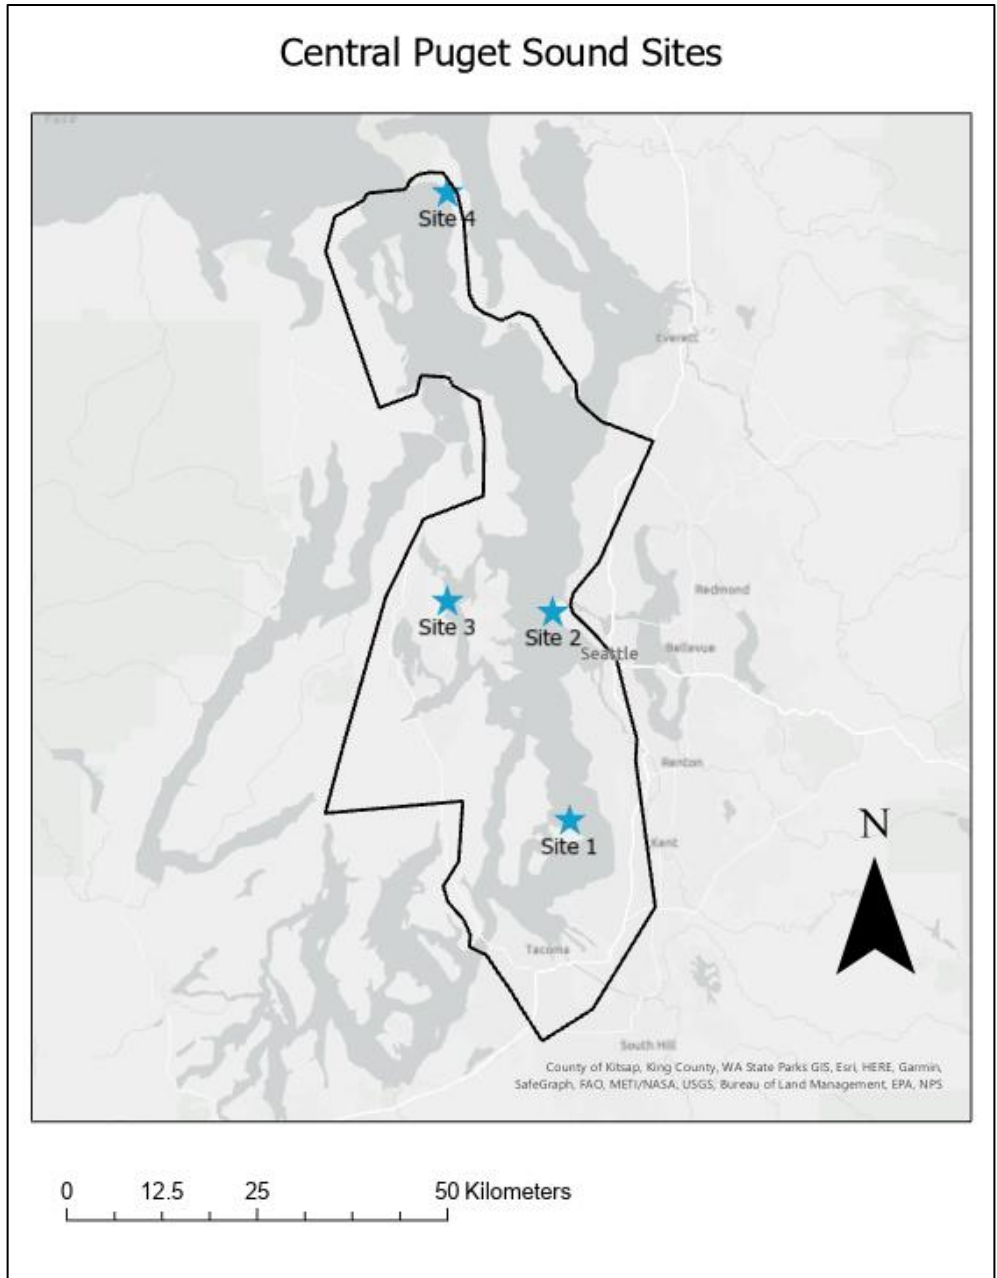 Central Puget Sound Sites
Site 4
Everett
Redmond
Site 3
Site 2
Seattle
Bellevue
Renton
N
Site 1
Kent
Tacoma
South Hill
County of Kitsap, King County, WA State Parks GIS, Esri, HERE, Garmin,
SafeGraph, FAO, METI/NASA, USGS, Bureau of Land Management, EPA, NPS
0 12.5 25 50 Kilometers